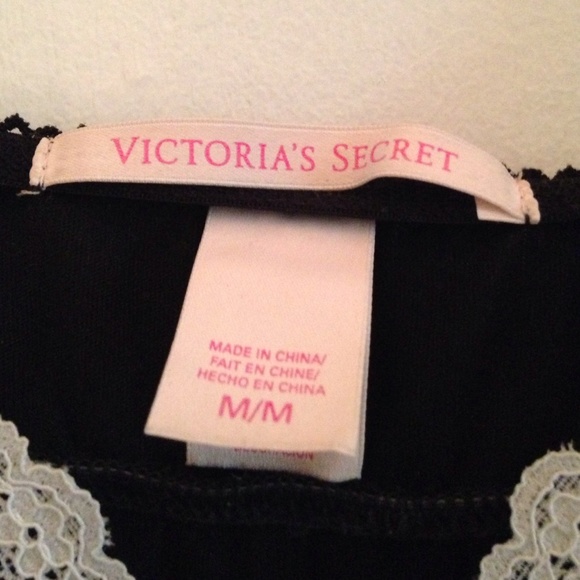 VICTORIA'S SECRET
MADE IN CHINA/
FAIT EN CHINE/
HECHO EN CHINA
M/M